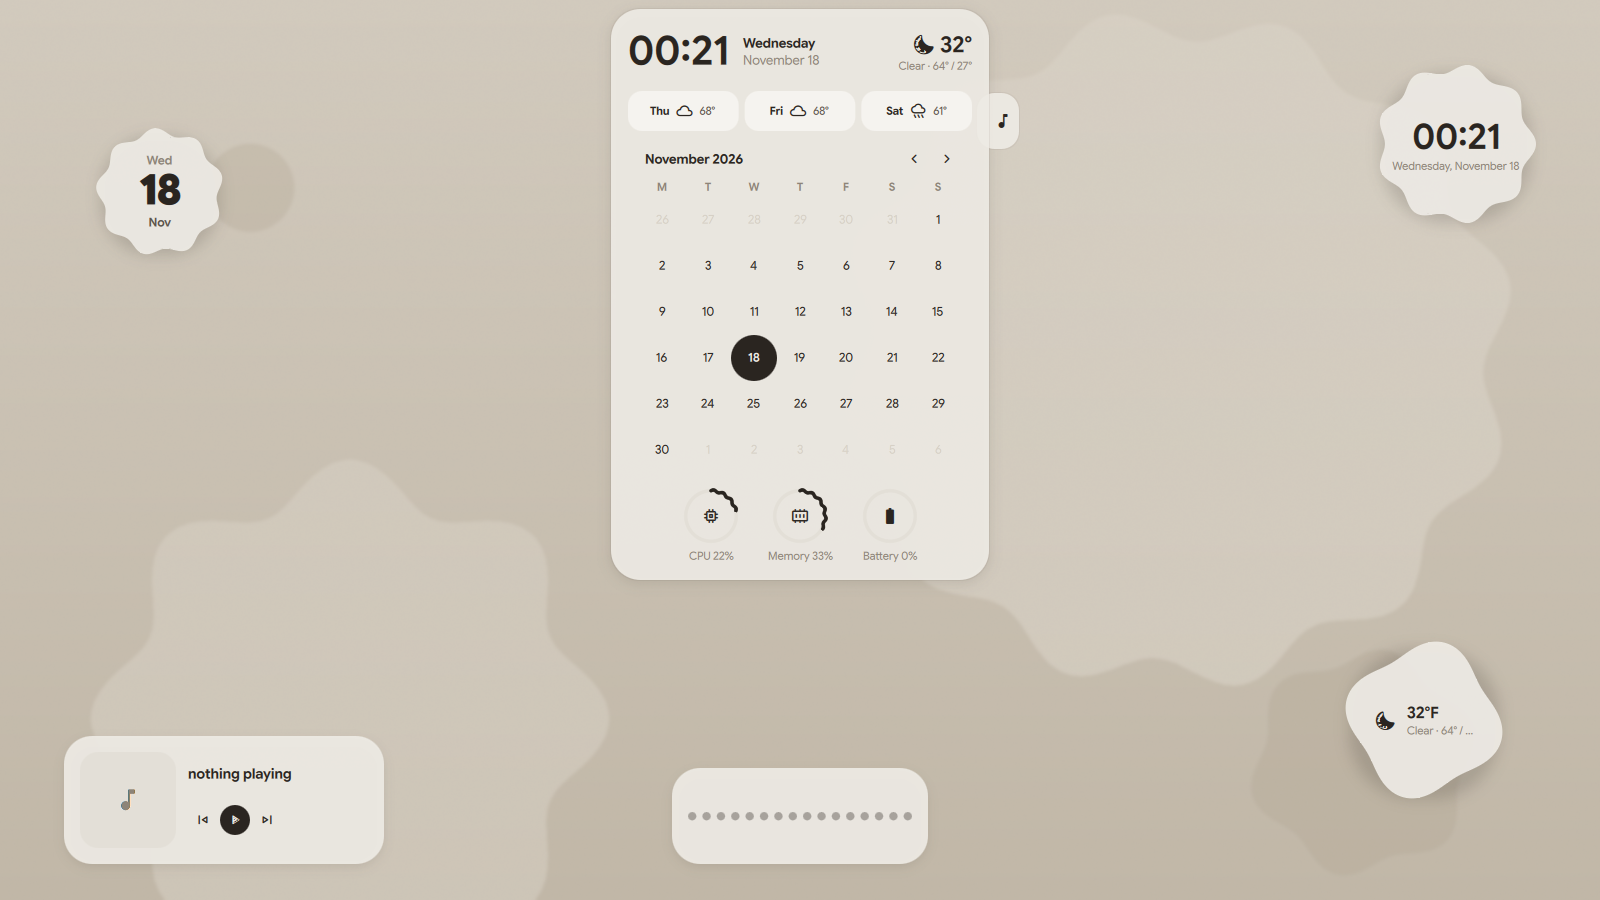 00:21
Wednesday
November 18
32°
Clear · 64° / 27°
Thu 68°
Fri 68°
Sat 61°
November 2026
M T W T F S S
26 27 28 29 30 31 1
2 3 4 5 6 7 8
9 10 11 12 13 14 15
16 17 18 19 20 21 22
23 24 25 26 27 28 29
30 1 2 3 4 5 6
CPU 22%
Memory 33%
Battery 0%
Wed
18
Nov
00:21
Wednesday, November 18
nothing playing
32°F
Clear · 64° / ...